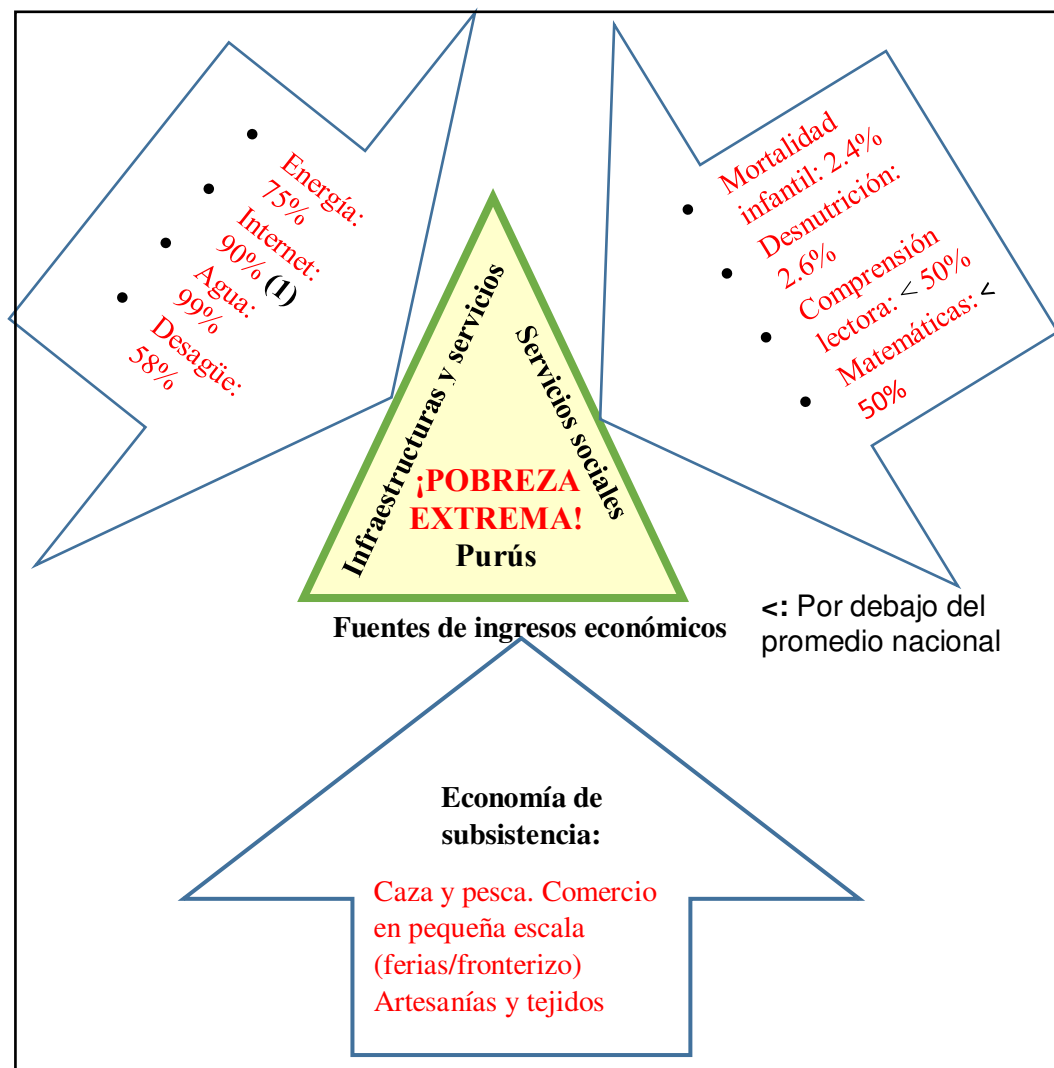 Energía:
75%
Internet:
90% (1)
Agua:
99%
Desagüe:
58%
Mortalidad
infantil: 2.4%
Desnutrición:
2.6%
Comprensión
lectora: < 50%
Matemáticas: <
50%
Infraestructuras y servicios
Servicios sociales
¡POBREZA
EXTREMA!
Purús
Fuentes de ingresos económicos
<: Por debajo del
promedio nacional
Economía de
subsistencia:
Caza y pesca. Comercio
en pequeña escala
(ferias/fronterizo)
Artesanías y tejidos